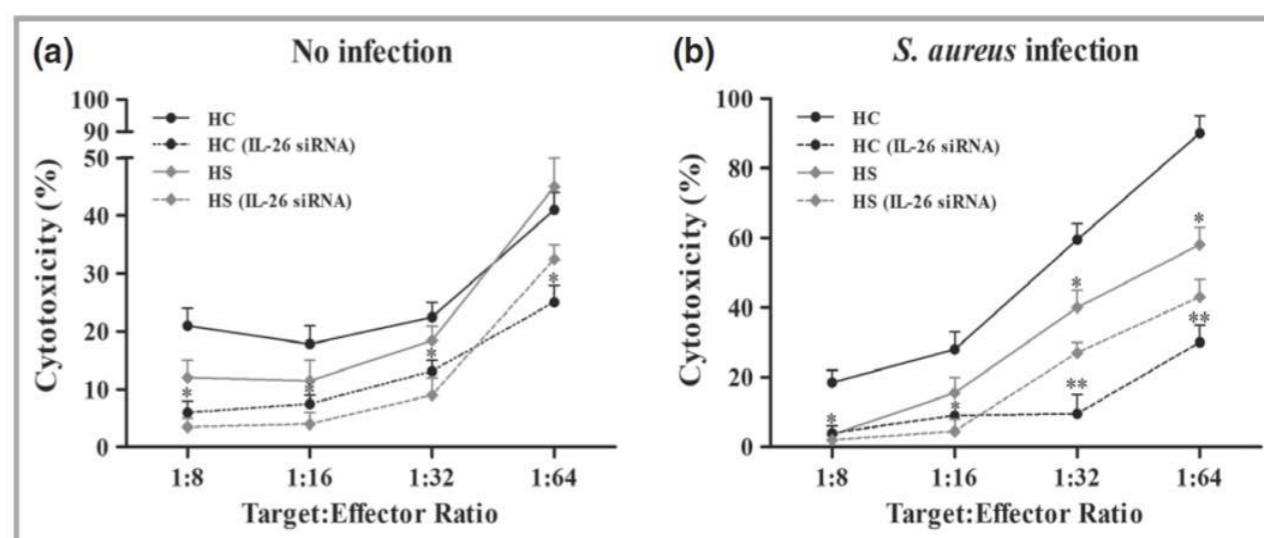 (a)
No infection
Cytotoxicity (%)
100
90
50
40
30
20
10
0
HC
HC (IL-26 siRNA)
HS
HS (IL-26 siRNA)
*
*
*
*
1:8 1:16 1:32 1:64
Target:Effector Ratio
(b)
S. aureus infection
Cytotoxicity (%)
100
80
60
40
20
0
HC
HC (IL-26 siRNA)
HS
HS (IL-26 siRNA)
*
*
*
**
*
**
1:8 1:16 1:32 1:64
Target:Effector Ratio